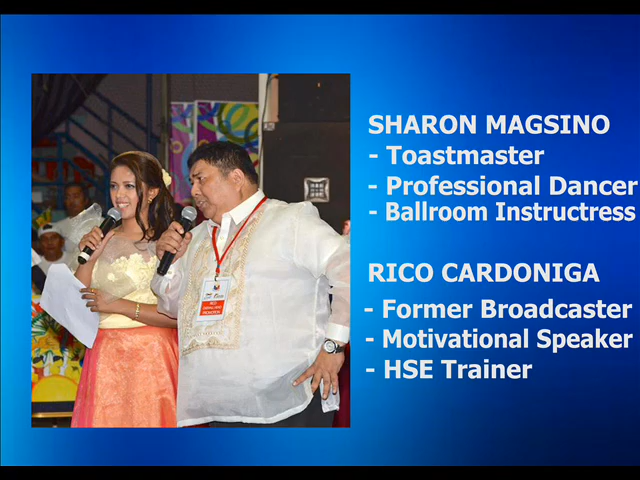 SHARON MAGSINO
- Toastmaster
- Professional Dancer
- Ballroom Instructress
RICO CARDONIGA
- Former Broadcaster
- Motivational Speaker
- HSE Trainer